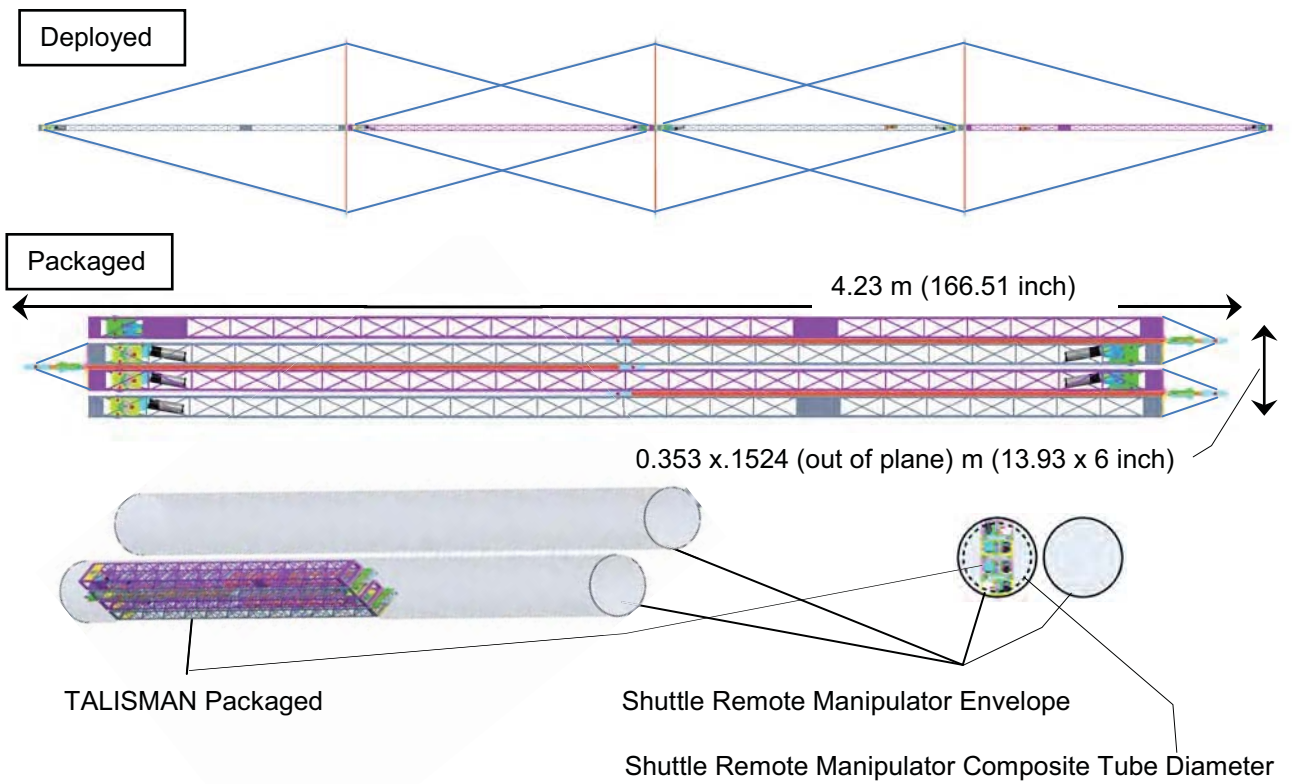 Deployed
Packaged
4.23 m (166.51 inch)
0.353 x.1524 (out of plane) m (13.93 x 6 inch)
TALISMAN Packaged
Shuttle Remote Manipulator Envelope
Shuttle Remote Manipulator Composite Tube Diameter